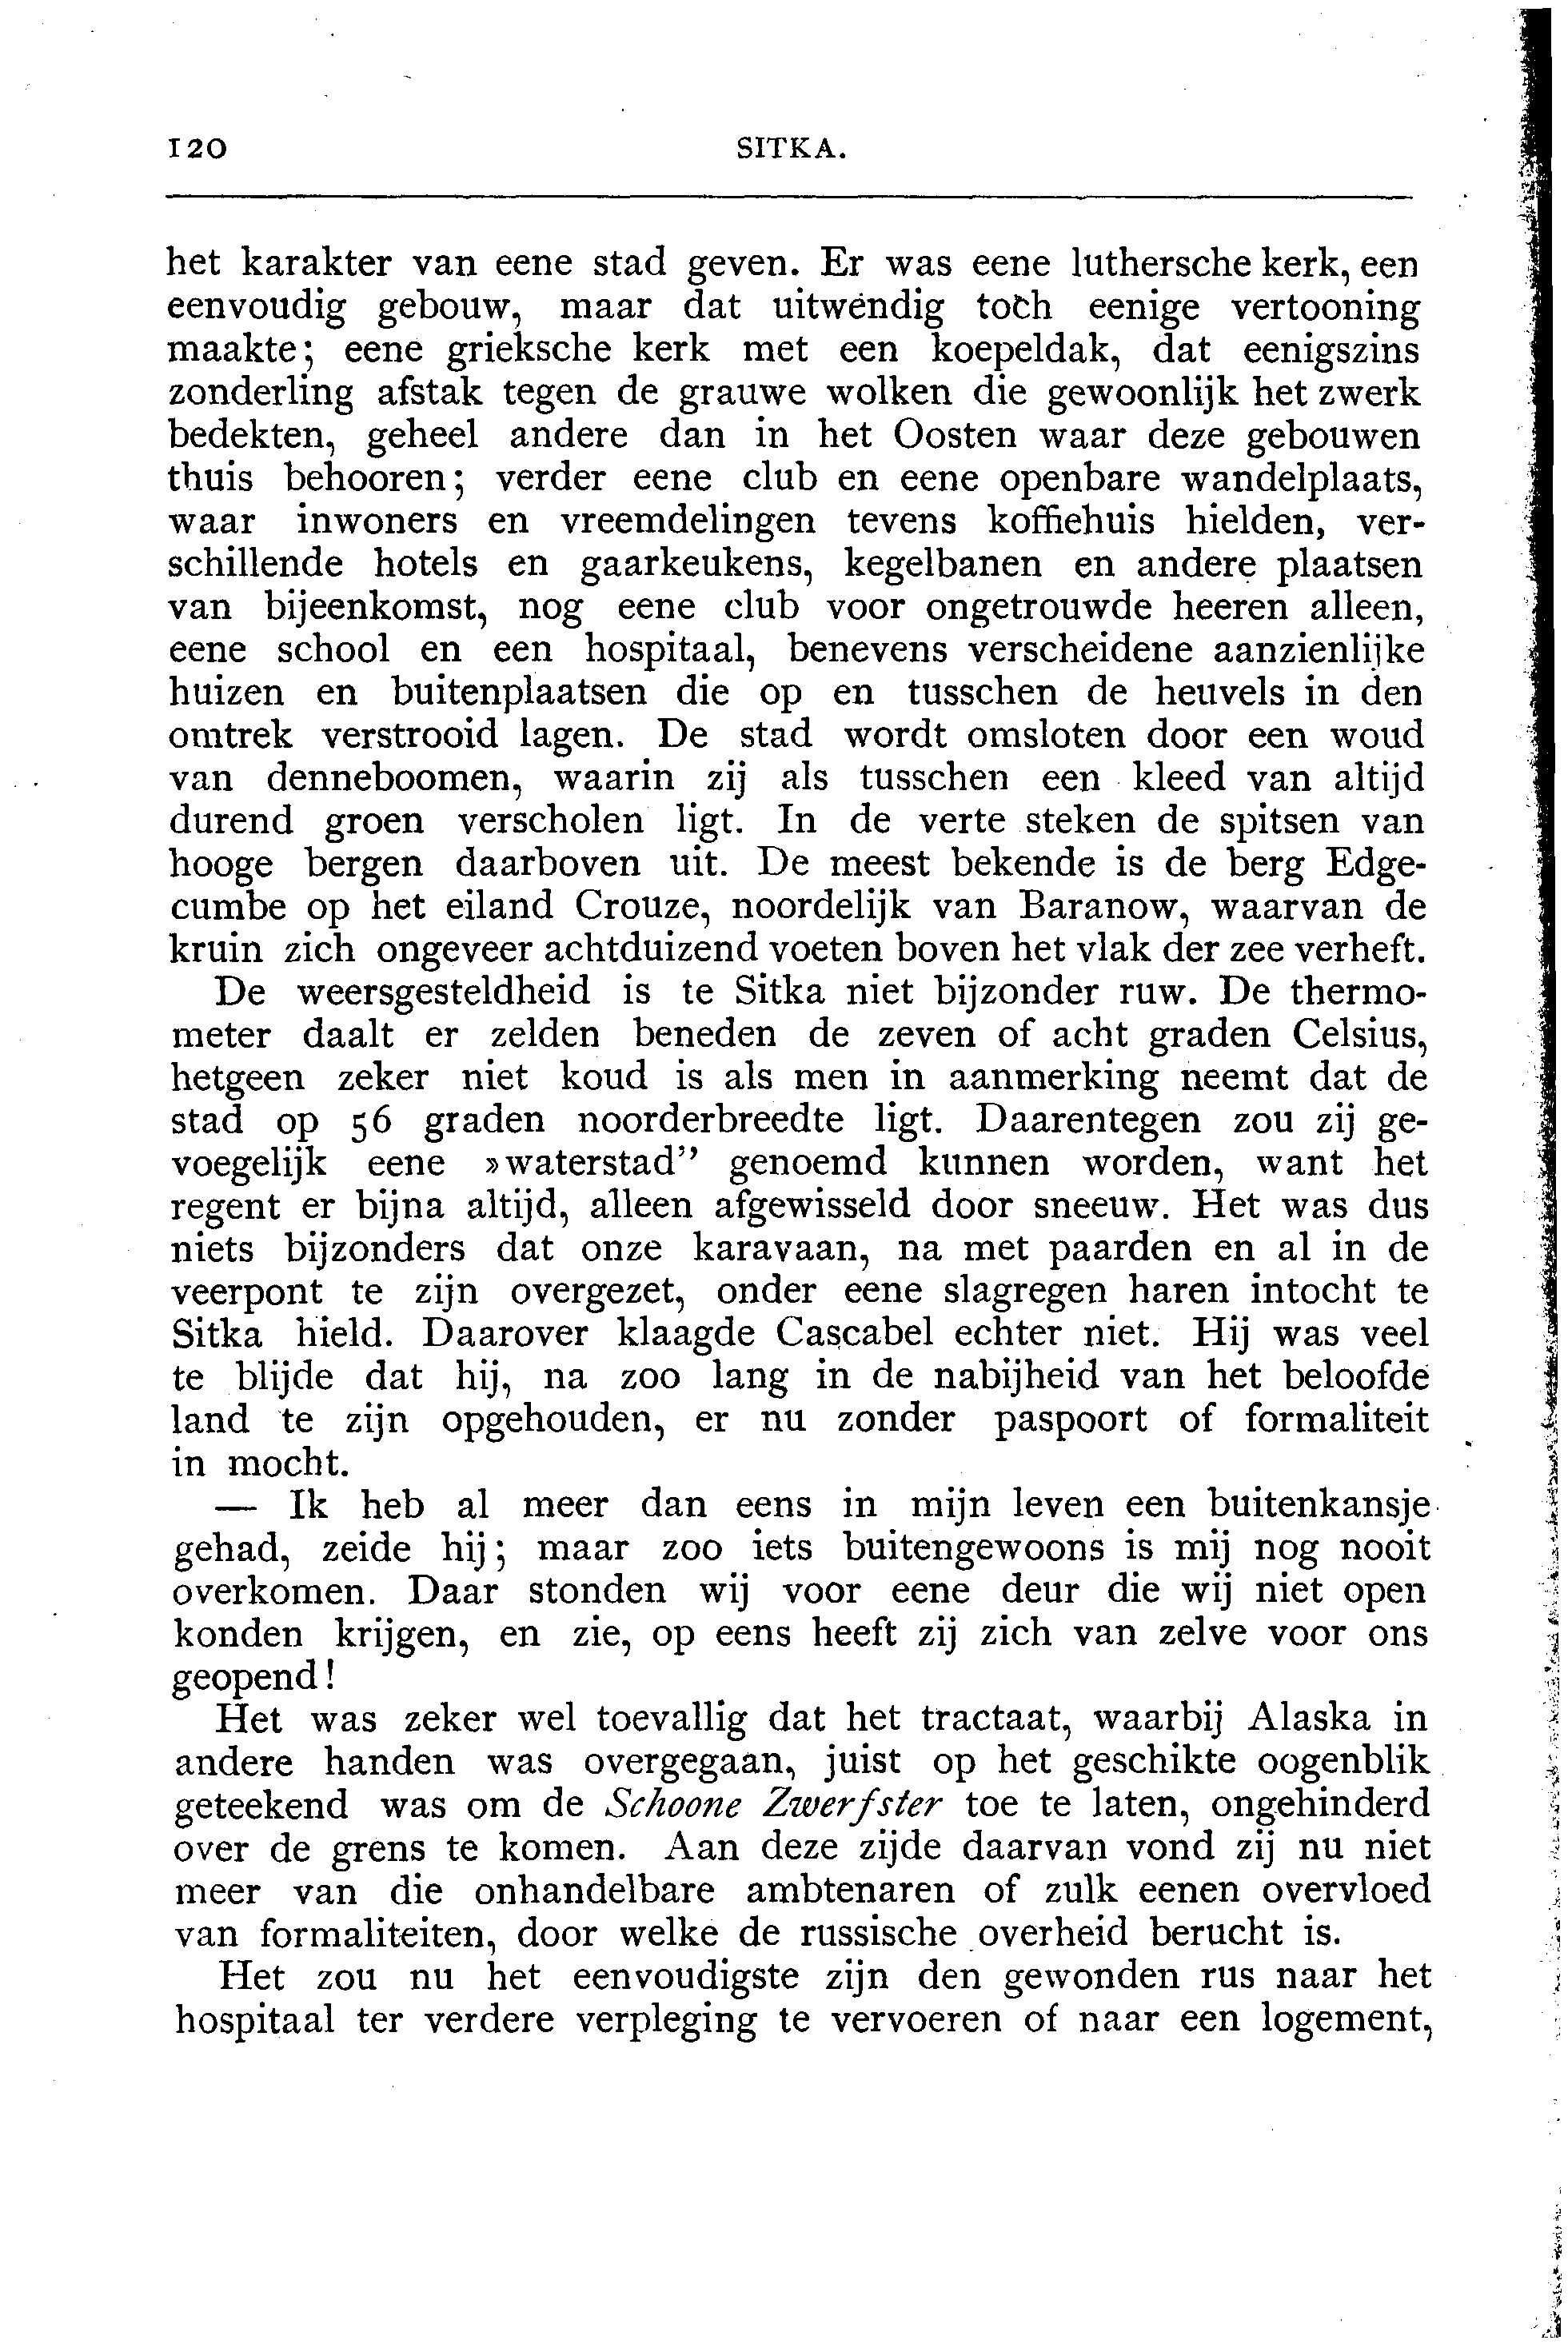 120 SITKA.
het karakter van eene stad geven. Er was eene luthersche kerk, een
eenvoudig gebouw, maar dat uitwendig toch eenige vertooning
maakte; eene grieksche kerk met een koepeldak, dat eenigszins
zonderling afstak tegen de grauwe wolken die gewoonlijk het zwerk
bedekten, geheel andere dan in het Oosten waar deze gebouwen
thuis behooren; verder eene club en eene openbare wandelplaats,
waar inwoners en vreemdelingen tevens koffiehuis hielden, ver-
schillende hotels en gaarkeukens, kegelbanen en andere plaatsen
van bijeenkomst, nog eene club voor ongetrouwde heeren alleen,
eene school en een hospitaal, benevens verscheidene aanzienlijke
huizen en buitenplaatsen die op en tusschen de heuvels in den
omtrek verstrooid lagen. De stad wordt omsloten door een woud
van denneboomen, waarin zij als tusschen een kleed van altijd
durend groen verscholen ligt. In de verte steken de spitsen van
hooge bergen daarboven uit. De meest bekende is de berg Edge-
cumbe op het eiland Crouze, noordelijk van Baranow, waarvan de
kruin zich ongeveer achtduizend voeten boven het vlak der zee verheft.
De weersgesteldheid is te Sitka niet bijzonder ruw. De thermo-
meter daalt er zelden beneden de zeven of acht graden Celsius,
hetgeen zeker niet koud is als men in aanmerking neemt dat de
stad op 56 graden noorderbreedte ligt. Daarentegen zou zij ge-
voegelijk eene »waterstad” genoemd kunnen worden, want het
regent er bijna altijd, alleen afgewisseld door sneeuw. Het was dus
niets bijzonders dat onze karavaan, na met paarden en al in de
veerpont te zijn overgezet, onder eene slagregen haren intocht te
Sitka hield. Daarover klaagde Cascabel echter niet. Hij was veel
te blijde dat hij, na zoo lang in de nabijheid van het beloofde
land te zijn opgehouden, er nu zonder paspoort of formaliteit
in mocht.
— Ik heb al meer dan eens in mijn leven een buitenkansje
gehad, zeide hij; maar zoo iets buitengewoons is mij nog nooit
overkomen. Daar stonden wij voor eene deur die wij niet open
konden krijgen, en zie, op eens heeft zij zich van zelve voor ons
geopend!
Het was zeker wel toevallig dat het tractaat, waarbij Alaska in
andere handen was overgegaan, juist op het geschikte oogenblik
geteekend was om de Schoone Zwerfster toe te laten, ongehinderd
over de grens te komen. Aan deze zijde daarvan vond zij nu niet
meer van die onhandelbare ambtenaren of zulk eenen overvloed
van formaliteiten, door welke de russische overheid berucht is.
Het zou nu het eenvoudigste zijn den gewonden rus naar het
hospitaal ter verdere verpleging te vervoeren of naar een logement,